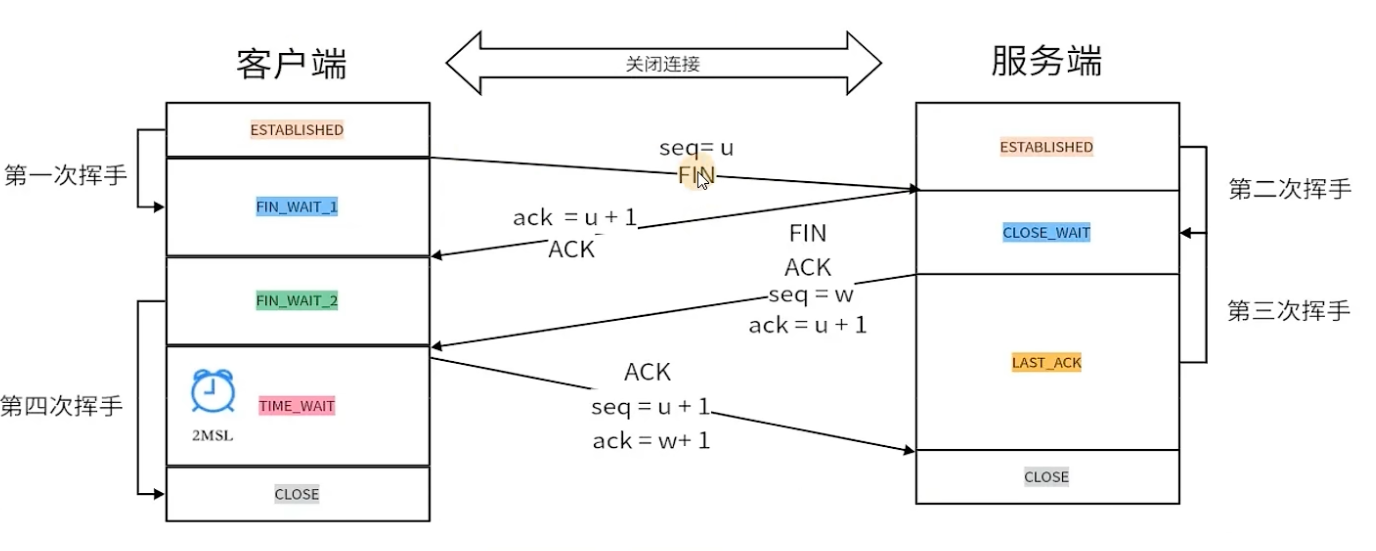 客户端
关闭连接
服务端
ESTABLISHED
第一次挥手
FIN_WAIT_1
FIN_WAIT_2
第四次挥手
2MSL
TIME_WAIT
CLOSE
seq= u
FIN
ack = u + 1
ACK
FIN
ACK
seq = w
ack = u + 1
ACK
seq = u + 1
ack = w+ 1
ESTABLISHED
第二次挥手
CLOSE_WAIT
第三次挥手
LAST_ACK
CLOSE